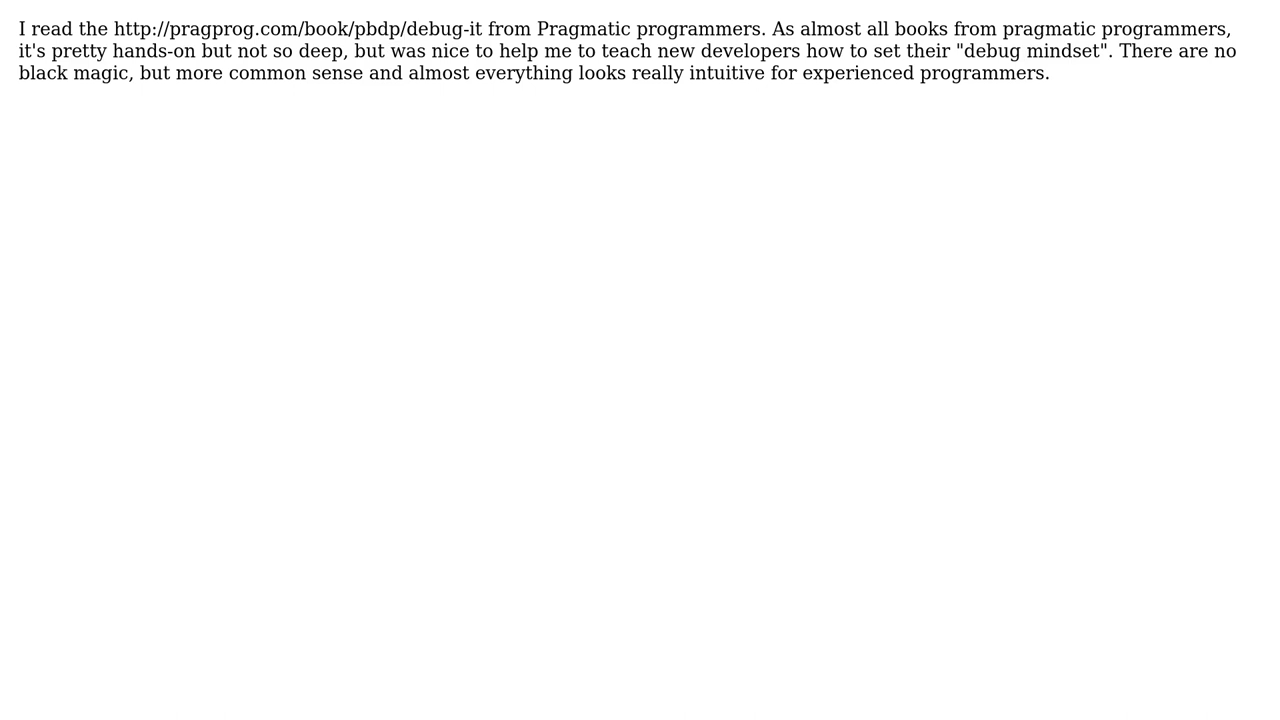 I read the http://pragprog.com/book/pbdp/debug-it from Pragmatic programmers. As almost all books from pragmatic programmers,
it's pretty hands-on but not so deep, but was nice to help me to teach new developers how to set their "debug mindset". There are no
black magic, but more common sense and almost everything looks really intuitive for experienced programmers.